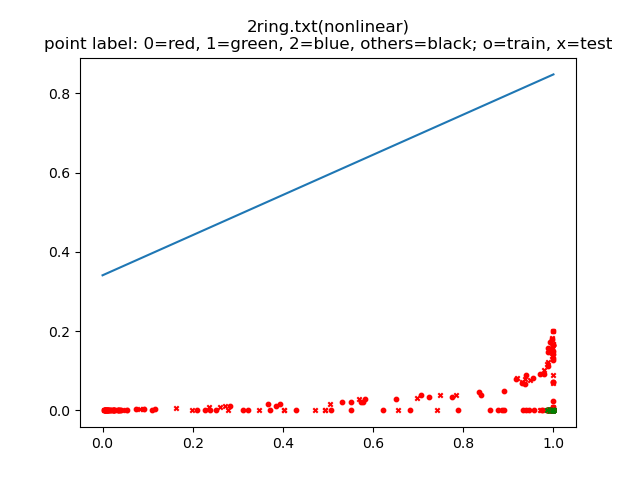 2ring.txt(nonlinear)
point label: 0=red, 1=green, 2=blue, others=black; o=train, x=test
0.8
0.6
0.4
0.2
0.0
0.0 0.2 0.4 0.6 0.8 1.0